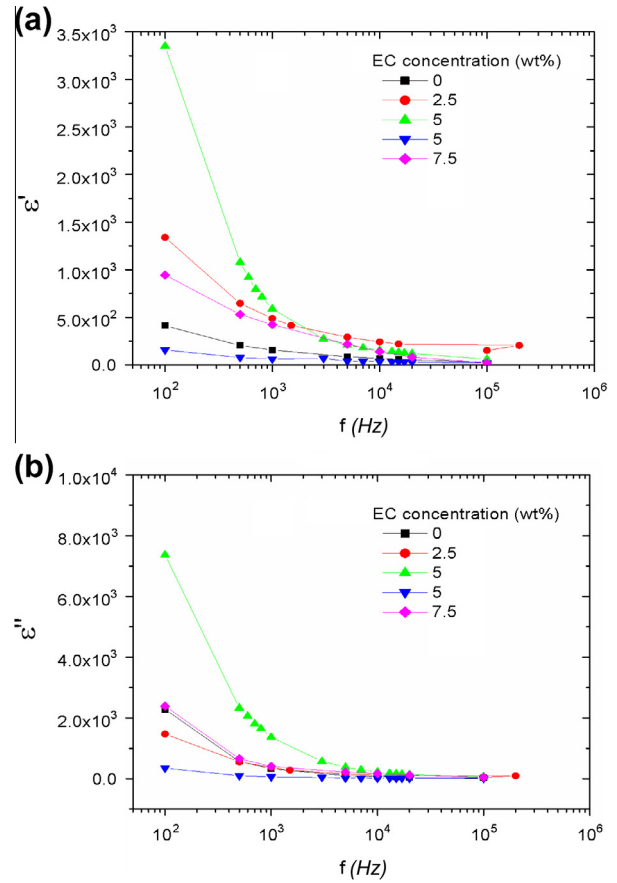 (a)
3.5x10³
3.0x10³
2.5x10³
2.0x10³
1.5x10³
1.0x10³
5.0x10²
0.0
ε'
EC concentration (wt%)
0
2.5
5
5
7.5
10² 10³ 10⁴ 10⁵ 10⁶
f (Hz)
(b)
1.0x10⁴
8.0x10³
6.0x10³
4.0x10³
2.0x10³
0.0
ε"
EC concentration (wt%)
0
2.5
5
5
7.5
10² 10³ 10⁴ 10⁵ 10⁶
f (Hz)